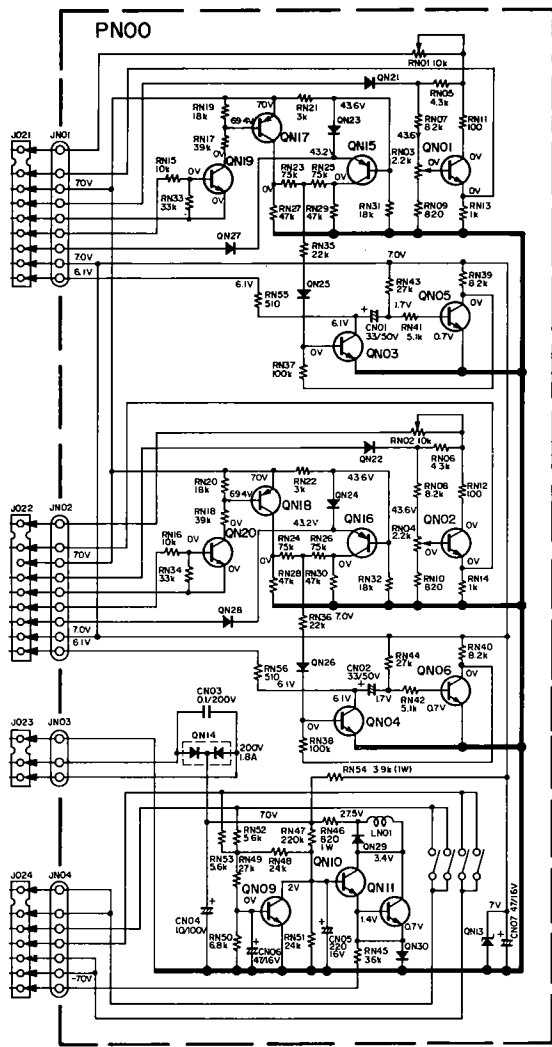 PN00
RN01 10k
QN21
RN05
4.3k
RN19
18k
RN21
3k
70V
43.6V
RN07
8.2k
RN11
100
QN23
QN17
69.4V
J021
JN01
RN17
39k
43.2V
QN15
43.6V
RN03
2.2k
QN01
0V
RN15
10k
QN19
0V
RN23
75k
RN25
75k
0V
0V
70V
RN33
33k
0V
RN27
47k
RN29
47k
RN31
18k
RN09
820
RN13
1k
QN27
RN35
22k
7.0V
7.0V
6.1V
6.1V
RN55
510
QN25
RN43
27k
RN39
8.2k
1.7V
QN05
0V
6.1V
CN01
33/50V
RN41
5.1k
0.7V
0V
QN03
RN37
100k
RN02 10k
QN22
RN06
4.3k
RN20
18k
RN22
3k
70V
43.6V
RN08
8.2k
RN12
100
QN24
QN18
69.4V
J022
JN02
RN18
39k
43.2V
QN16
43.6V
RN04
2.2k
QN02
0V
RN16
10k
QN20
0V
RN24
75k
RN26
75k
0V
0V
70V
RN34
33k
0V
RN28
47k
RN30
47k
RN32
18k
RN10
820
RN14
1k
QN28
RN36
22k
7.0V
7.0V
6.1V
RN56
510
6.1V
QN26
CN02
33/50V
RN44
27k
RN40
8.2k
QN06
0V
6.1V
1.7V
RN42
5.1k
0.7V
0V
QN04
RN38
100k
CN03
0.1/200V
J023
JN03
QN14
200V
1.8A
RN54 3.9k (1W)
70V
27.5V
RN52
5.6k
RN47
220k
RN46
820
1W
LN01
RN53
5.6k
RN49
27k
RN48
24k
QN29
QN10
3.4V
J024
JN04
QN09
2V
QN11
0V
1.4V
0.7V
CN04
10/100V
RN50
6.8k
CN06
47/16V
RN51
24k
CN05
220
16V
RN45
36k
QN30
QN13
7V
CN07 47/16V
-70V